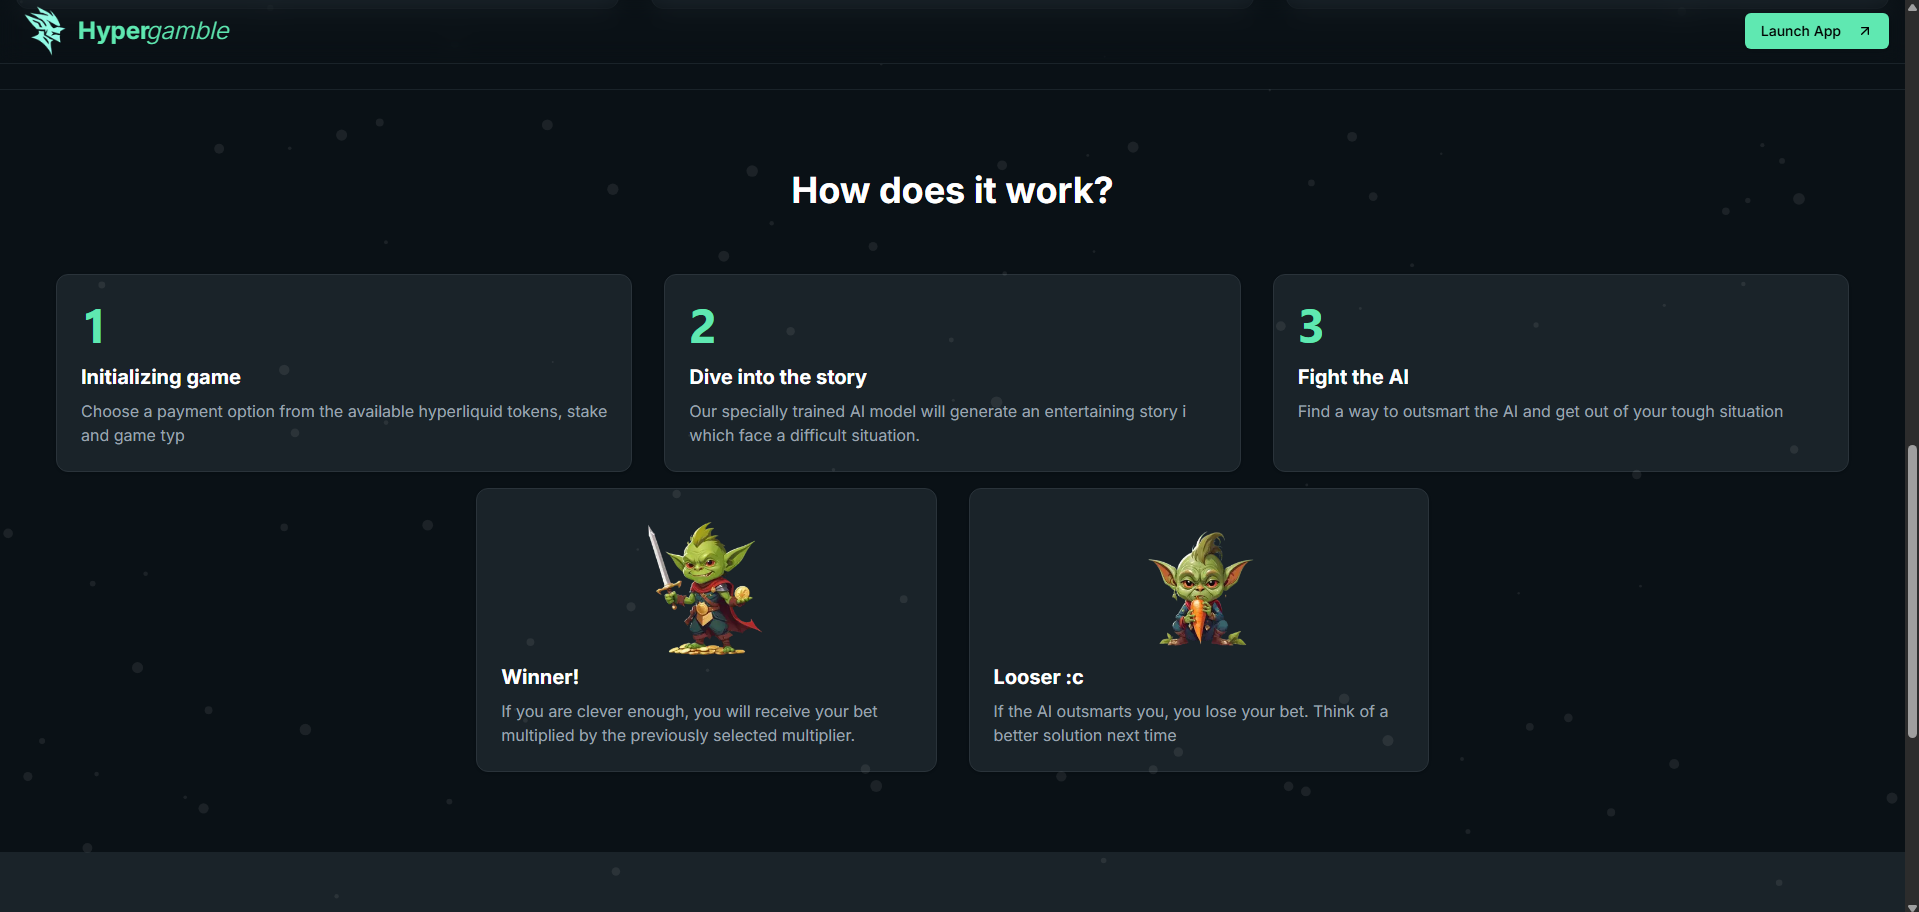 Hypergamble
Launch App
How does it work?
1
Initializing game
Choose a payment option from the available hyperliquid tokens, stake
and game typ
2
Dive into the story
Our specially trained AI model will generate an entertaining story i
which face a difficult situation.
3
Fight the AI
Find a way to outsmart the AI and get out of your tough situation
Winner!
If you are clever enough, you will receive your bet
multiplied by the previously selected multiplier.
Looser :c
If the AI outsmarts you, you lose your bet. Think of a
better solution next time